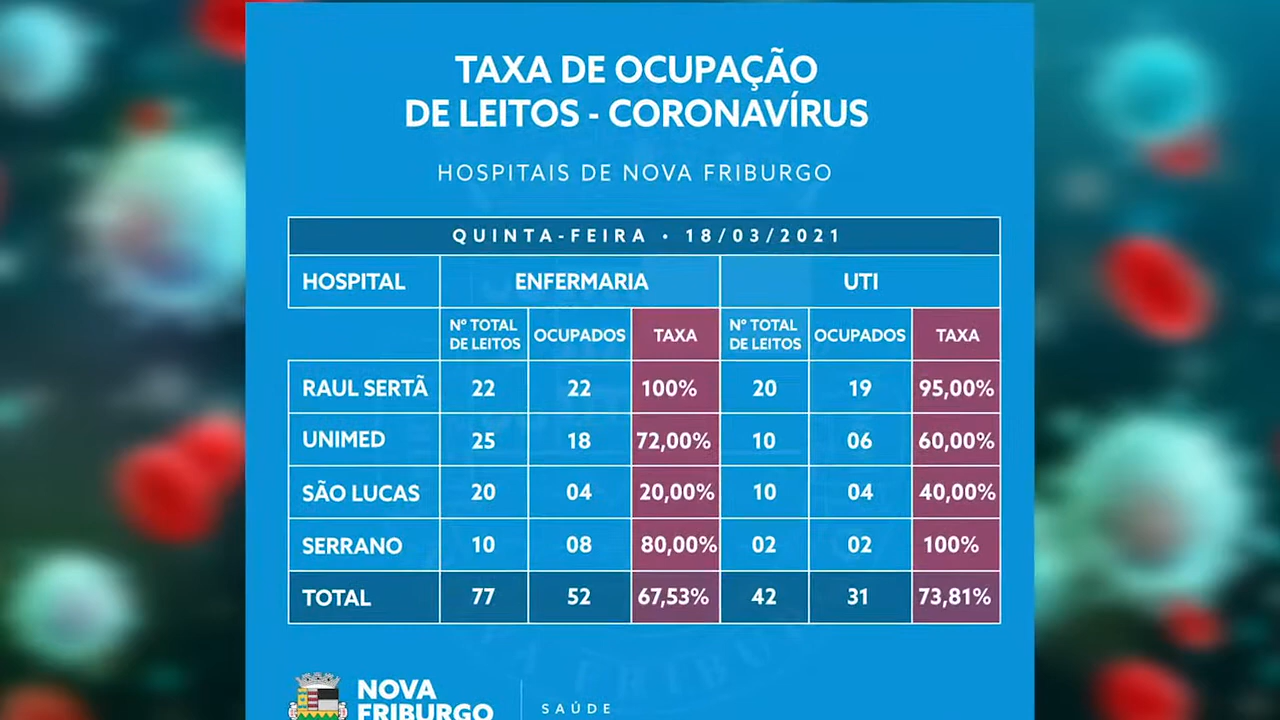 TAXA DE OCUPAÇÃO
DE LEITOS - CORONAVÍRUS
HOSPITAIS DE NOVA FRIBURGO
QUINTA-FEIRA • 18/03/2021
HOSPITAL ENFERMARIA UTI
Nº TOTAL DE LEITOS OCUPADOS TAXA Nº TOTAL DE LEITOS OCUPADOS TAXA
RAUL SERTÃ 22 22 100% 20 19 95,00%
UNIMED 25 18 72,00% 10 06 60,00%
SÃO LUCAS 20 04 20,00% 10 04 40,00%
SERRANO 10 08 80,00% 02 02 100%
TOTAL 77 52 67,53% 42 31 73,81%
NOVA
FRIBURGO
SAÚDE